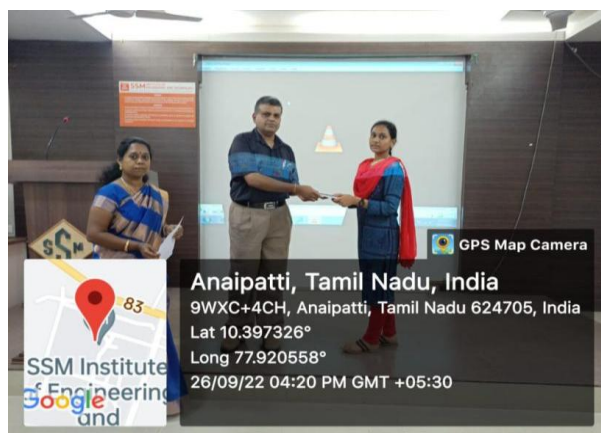 SSM
SSM
GPS Map Camera
Anaipatti, Tamil Nadu, India
9WXC+4CH, Anaipatti, Tamil Nadu 624705, India
Lat 10.397326°
Long 77.920558°
26/09/22 04:20 PM GMT +05:30
83
SSM Institute
of Engineering
and
Google